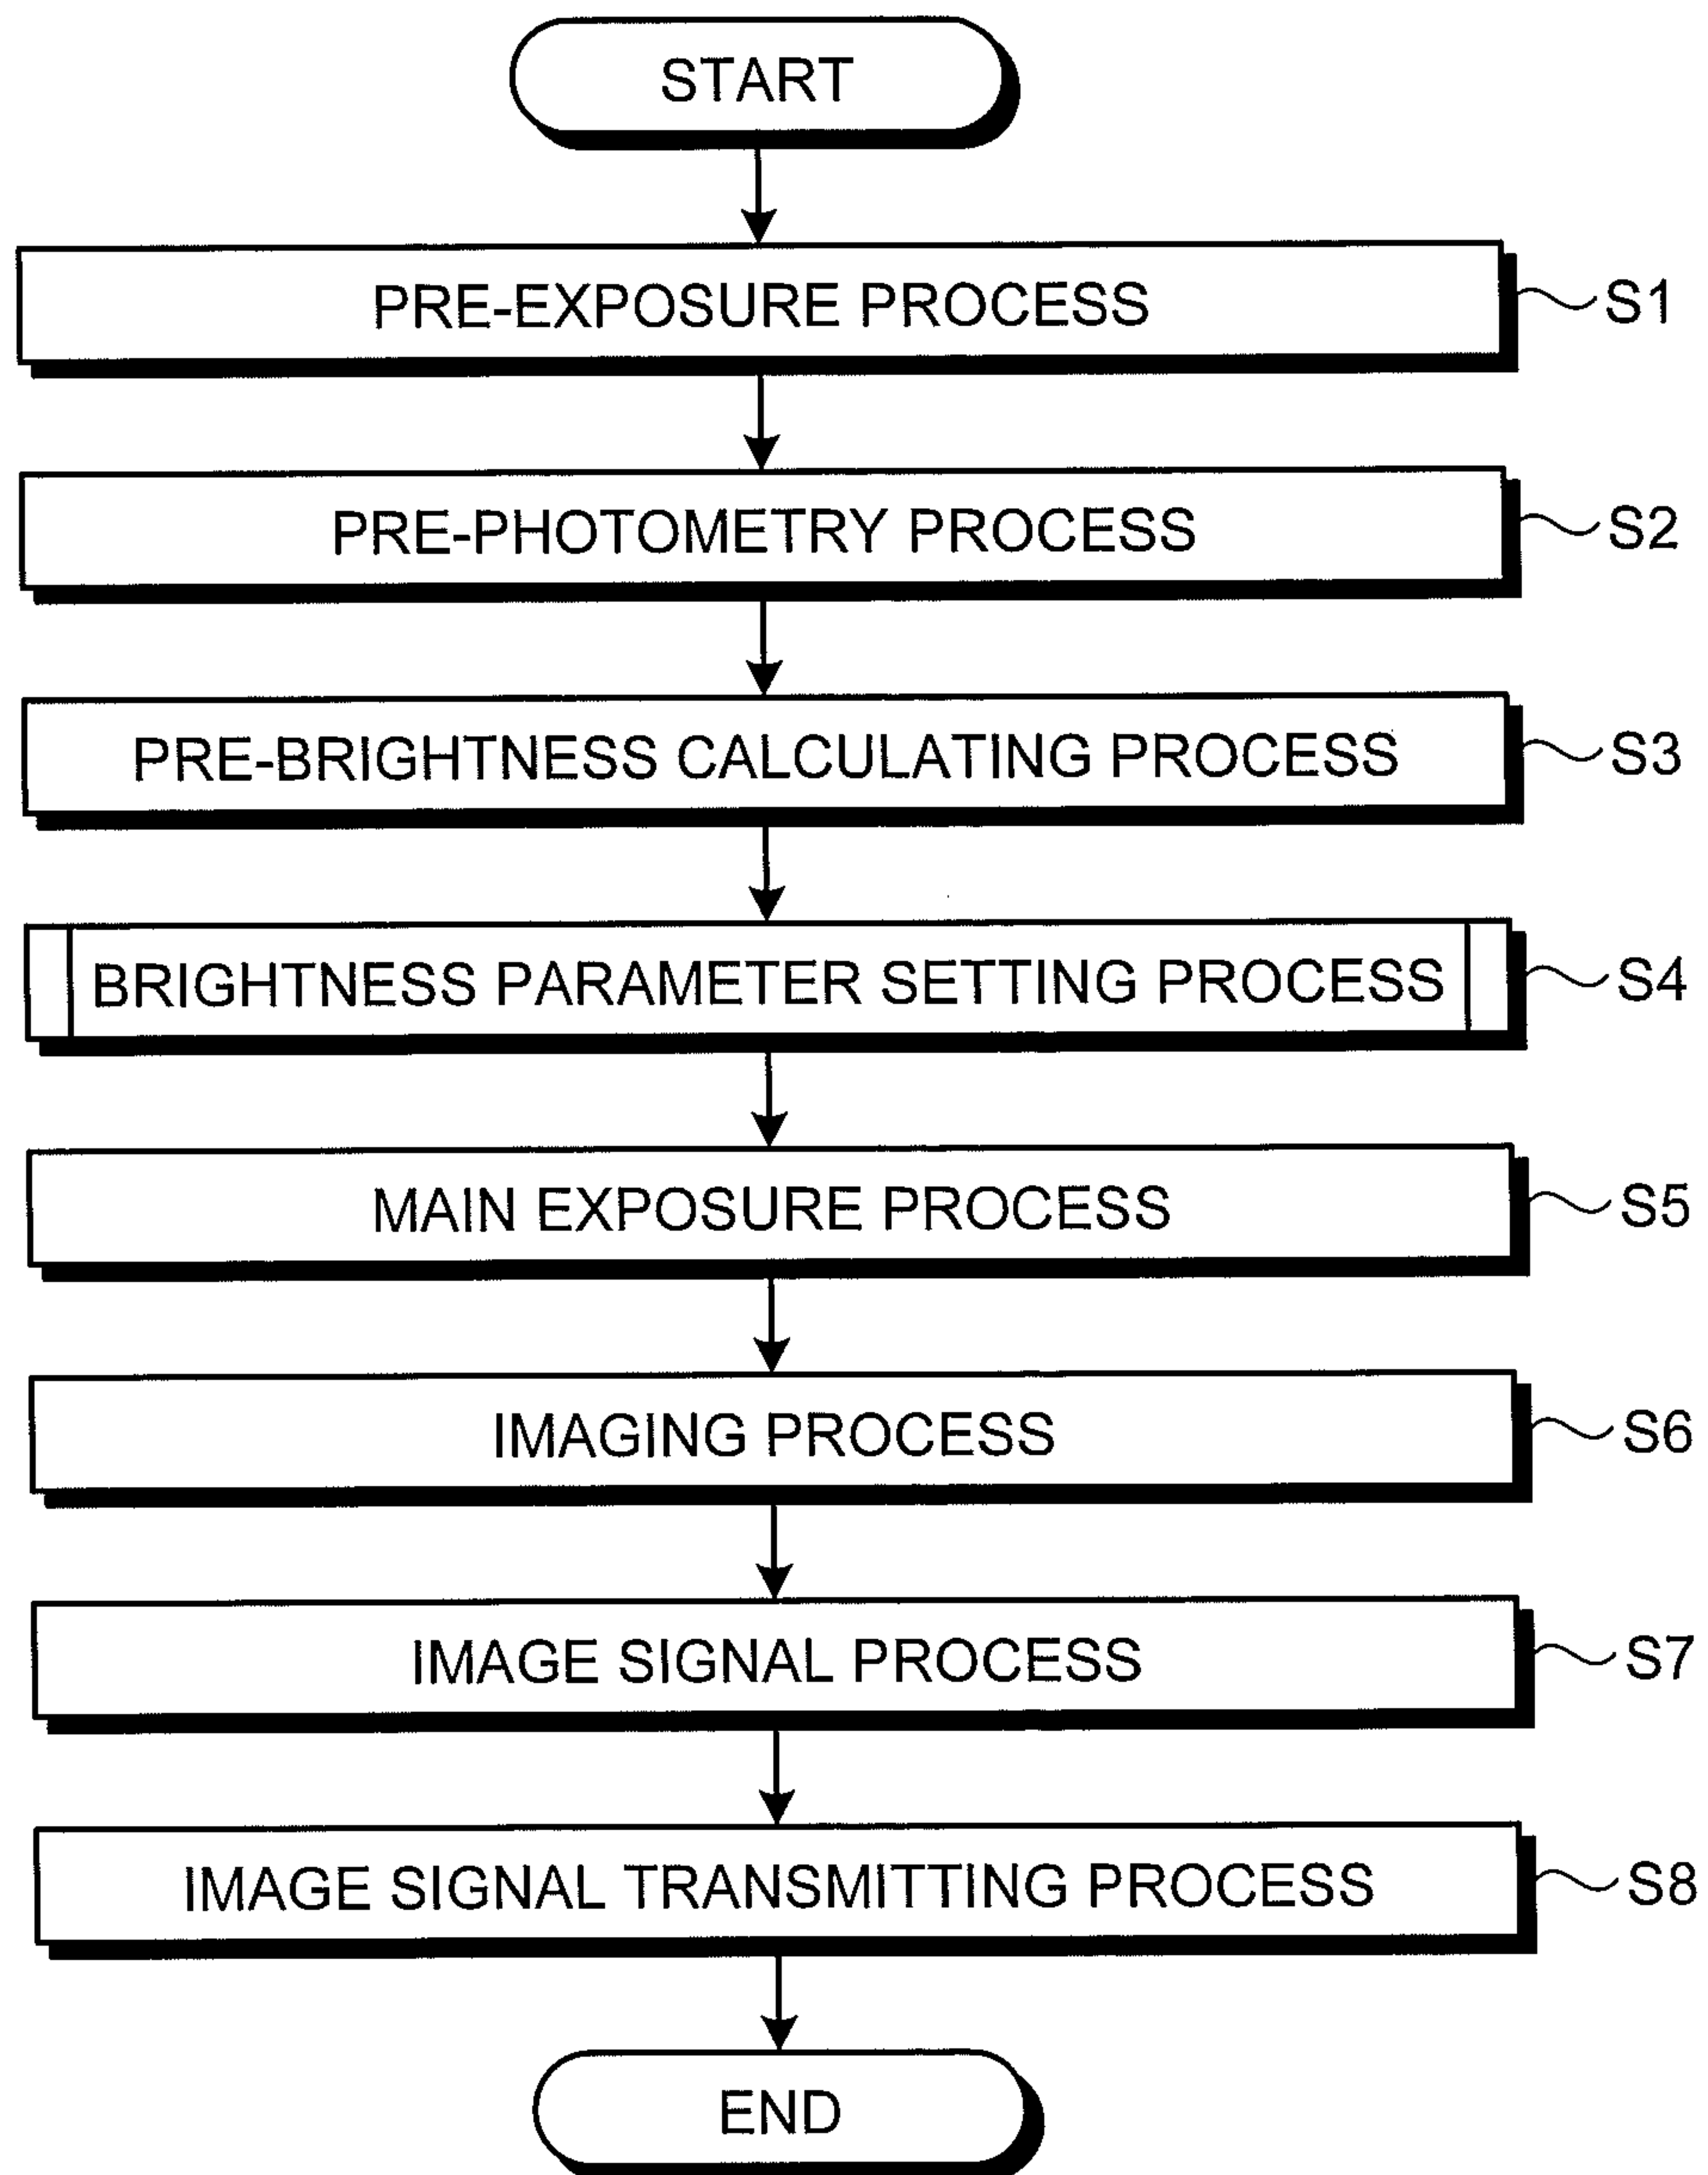 START
PRE-EXPOSURE PROCESS S1
PRE-PHOTOMETRY PROCESS S2
PRE-BRIGHTNESS CALCULATING PROCESS S3
BRIGHTNESS PARAMETER SETTING PROCESS S4
MAIN EXPOSURE PROCESS S5
IMAGING PROCESS S6
IMAGE SIGNAL PROCESS S7
IMAGE SIGNAL TRANSMITTING PROCESS S8
END